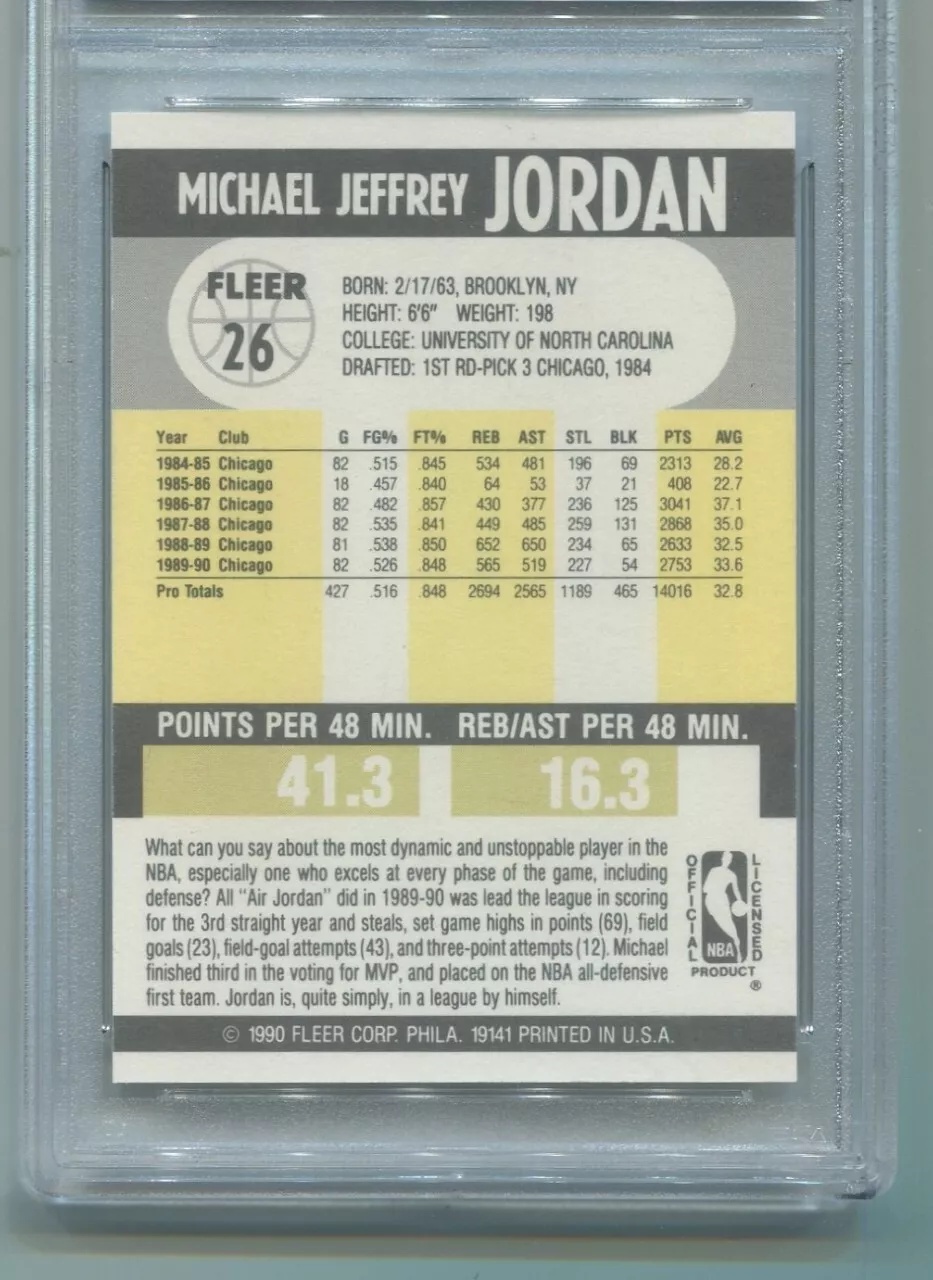 MICHAEL JEFFREY JORDAN
FLEER
26
BORN: 2/17/63, BROOKLYN, NY
HEIGHT: 6'6" WEIGHT: 198
COLLEGE: UNIVERSITY OF NORTH CAROLINA
DRAFTED: 1ST RD-PICK 3 CHICAGO, 1984
Year Club G FG% FT% REB AST STL BLK PTS AVG
1984-85 Chicago 82 .515 .845 534 481 196 69 2313 28.2
1985-86 Chicago 18 .457 .840 64 53 37 21 408 22.7
1986-87 Chicago 82 .482 .857 430 377 236 125 3041 37.1
1987-88 Chicago 82 .535 .841 449 485 259 131 2868 35.0
1988-89 Chicago 81 .538 .850 652 650 234 65 2633 32.5
1989-90 Chicago 82 .526 .848 565 519 227 54 2753 33.6
Pro Totals 427 .516 .848 2694 2565 1189 465 14016 32.8
POINTS PER 48 MIN. REB/AST PER 48 MIN.
41.3 16.3
What can you say about the most dynamic and unstoppable player in the
NBA, especially one who excels at every phase of the game, including
defense? All "Air Jordan" did in 1989-90 was lead the league in scoring
for the 3rd straight year and steals, set game highs in points (69), field
goals (23), field-goal attempts (43), and three-point attempts (12). Michael
finished third in the voting for MVP, and placed on the NBA all-defensive
first team. Jordan is, quite simply, in a league by himself.
OFFICIAL
NBA
LICENSED
PRODUCT
®
© 1990 FLEER CORP. PHILA. 19141 PRINTED IN U.S.A.